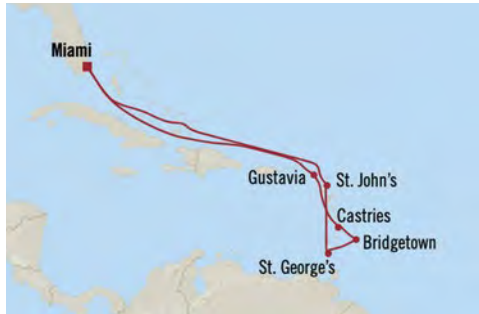 Miami
Gustavia
St. John's
Castries
Bridgetown
St. George's